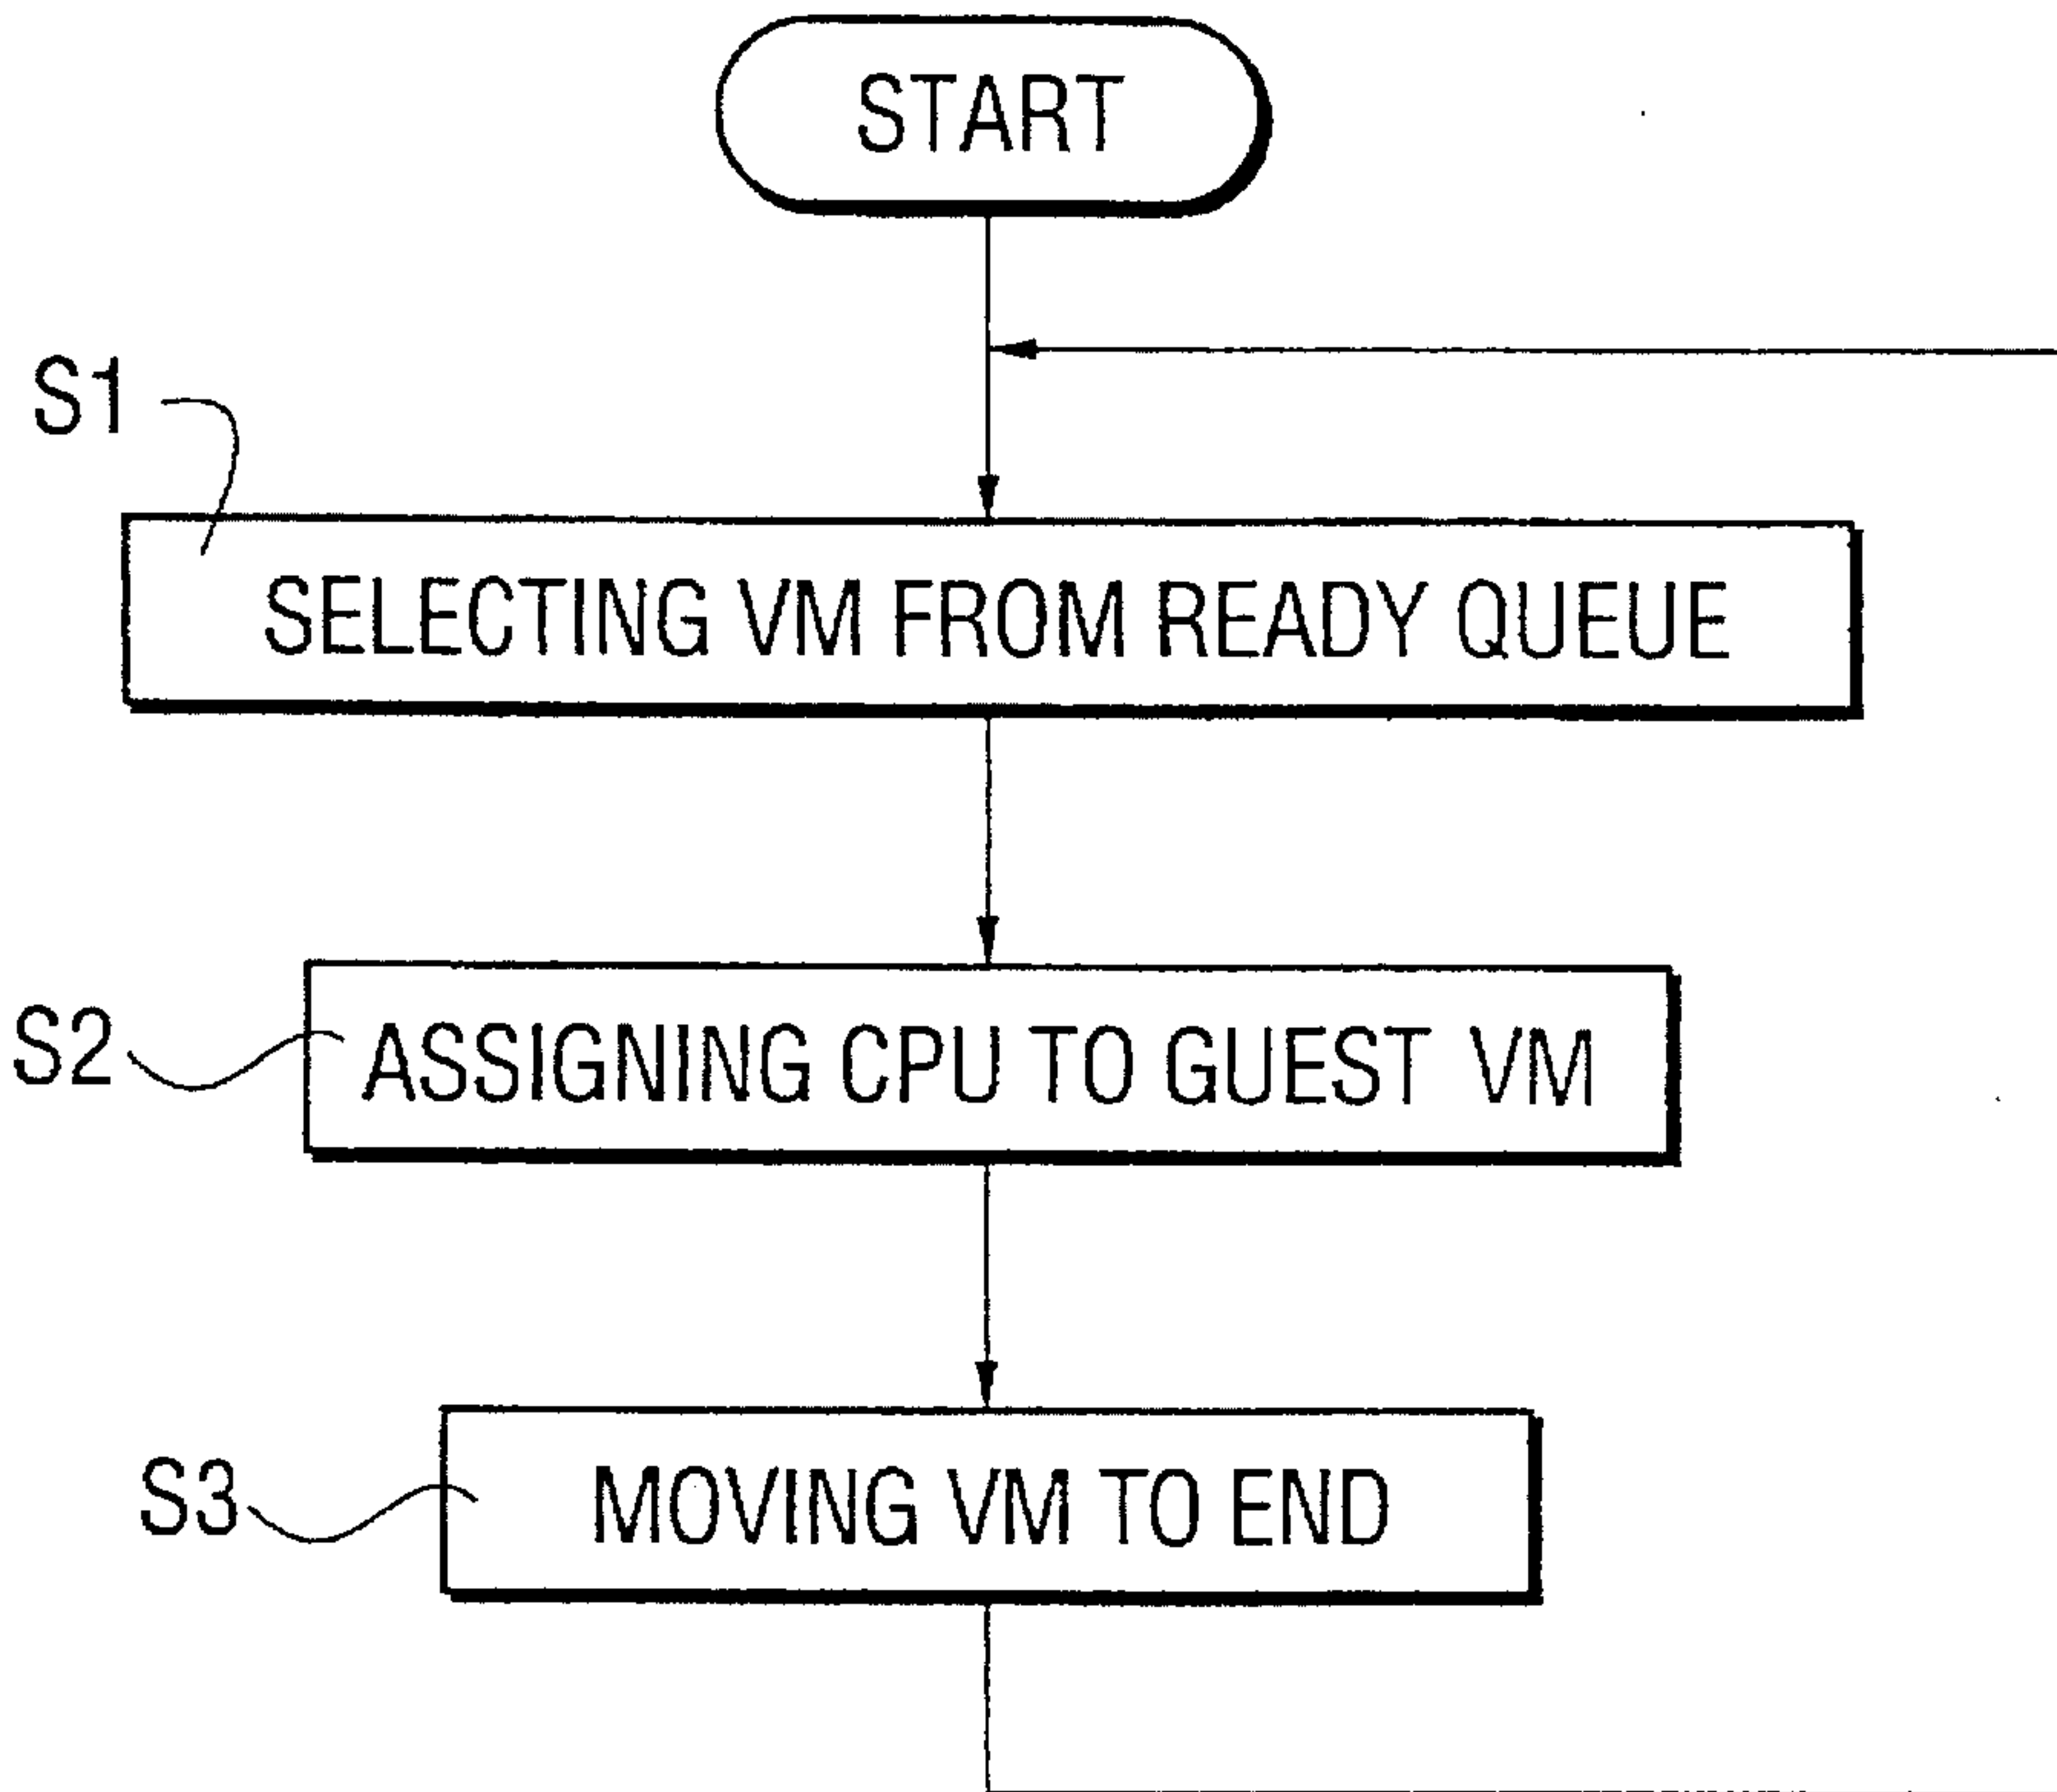 START
S1
SELECTING VM FROM READY QUEUE
S2
ASSIGNING CPU TO GUEST VM
S3
MOVING VM TO END